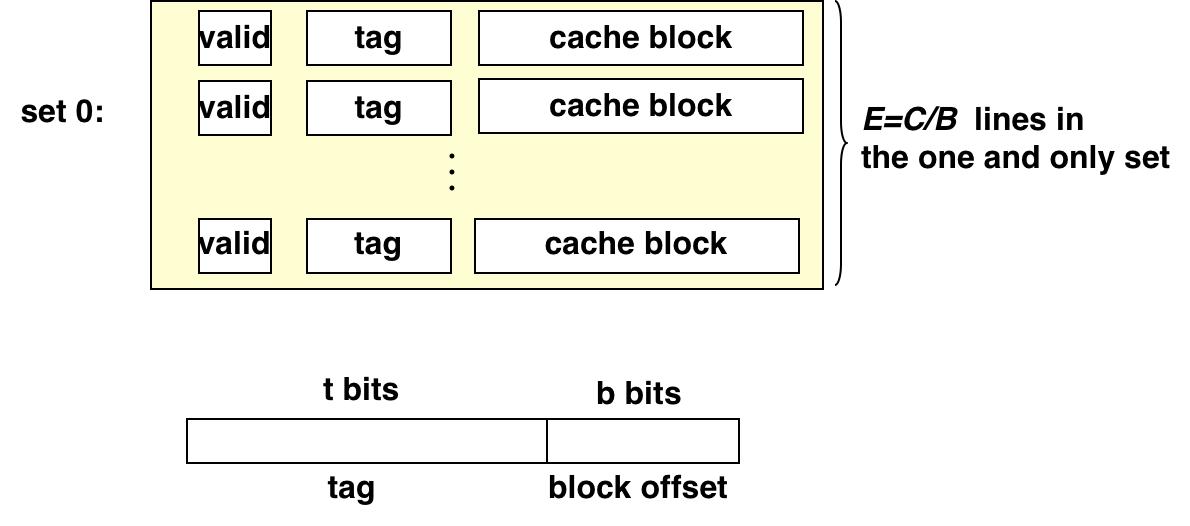 valid tag cache block
set 0:
valid tag cache block
E=C/B lines in
the one and only set
valid tag cache block
t bits b bits
tag block offset